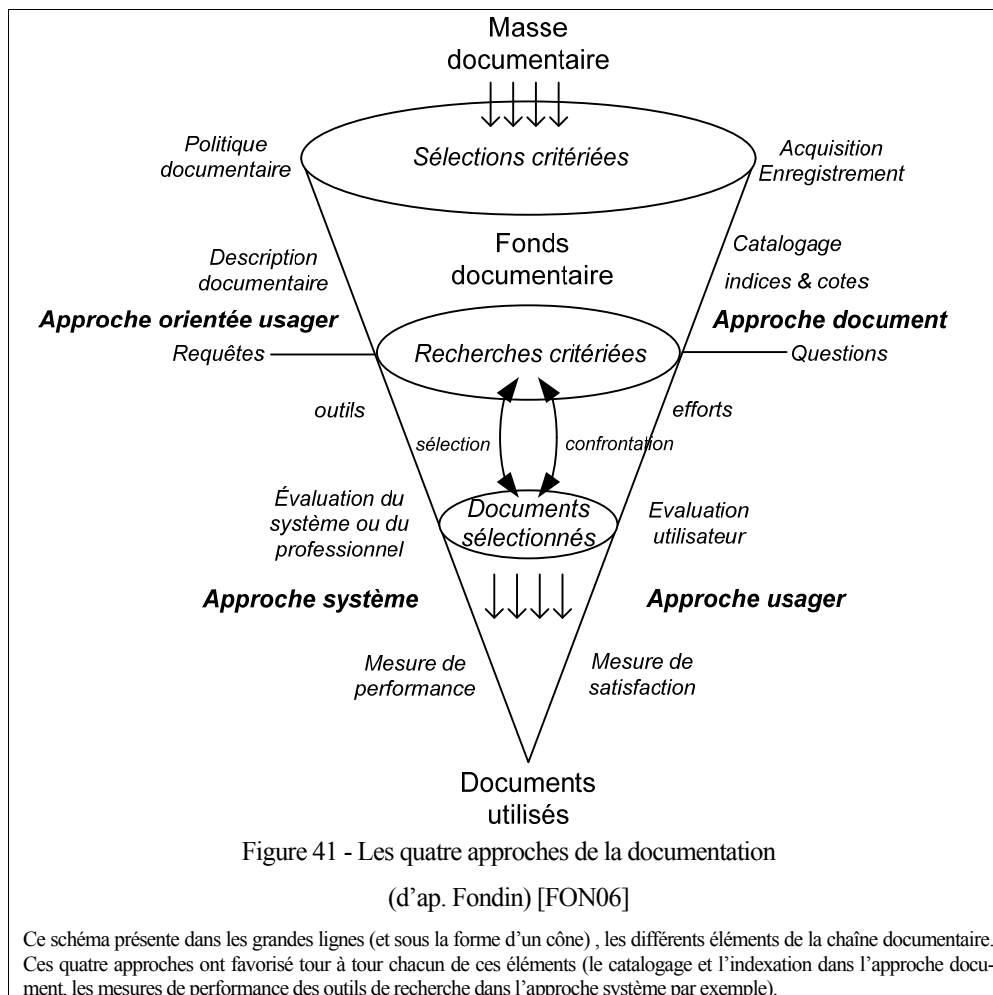 Masse
documentaire
Politique
documentaire
Sélections critériées
Acquisition
Enregistrement
Fonds
documentaire
Description
documentaire
Catalogage
indices & cotes
Approche orientée usager
Approche document
Requêtes
Recherches critériées
Questions
outils
efforts
sélection
confrontation
Évaluation du
système ou du
professionnel
Documents
sélectionnés
Evaluation
utilisateur
Approche système
Approche usager
Mesure de
performance
Mesure de
satisfaction
Documents
utilisés
Figure 41 - Les quatre approches de la documentation
(d’ap. Fondin) [FON06]
Ce schéma présente dans les grandes lignes (et sous la forme d’un cône) , les différents éléments de la chaîne documentaire.
Ces quatre approches ont favorisé tour à tour chacun de ces éléments (le catalogage et l’indexation dans l’approche docu-
ment, les mesures de performance des outils de recherche dans l’approche système par exemple).